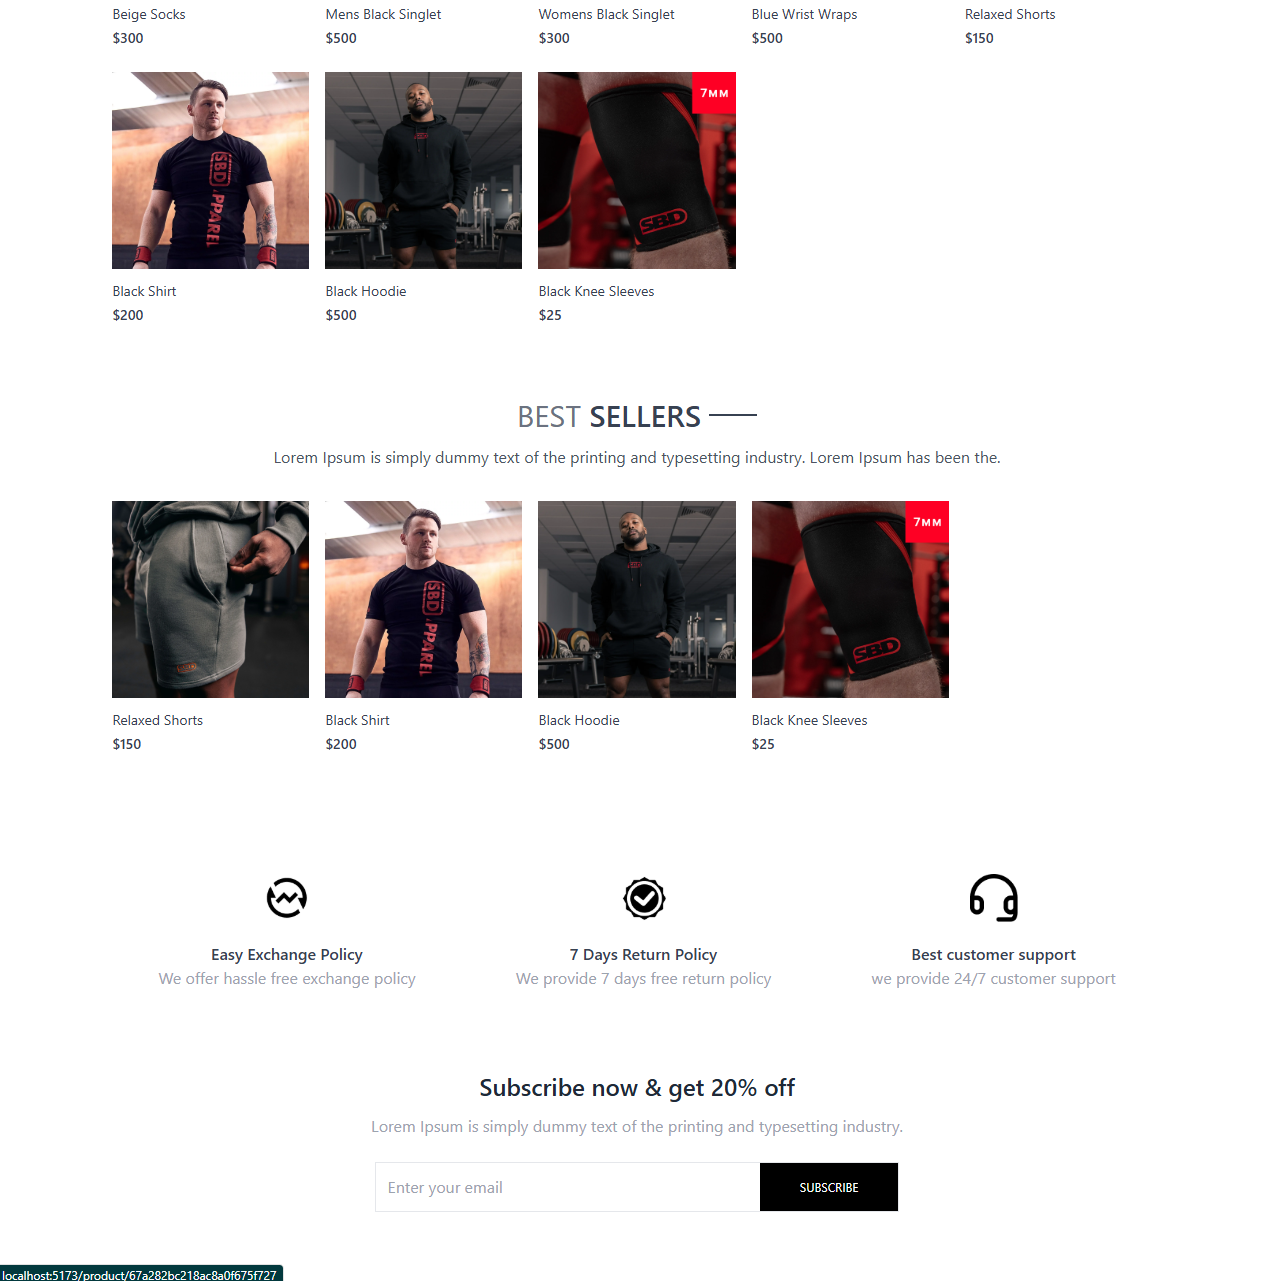 Beige Socks Mens Black Singlet Womens Black Singlet Blue Wrist Wraps Relaxed Shorts
$300 $500 $300 $500 $150
SBD
APPAREL
7MM
SBD
Black Shirt Black Hoodie Black Knee Sleeves
$200 $500 $25
BEST SELLERS
Lorem Ipsum is simply dummy text of the printing and typesetting industry. Lorem Ipsum has been the.
SBD
APPAREL
7MM
SBD
Relaxed Shorts Black Shirt Black Hoodie Black Knee Sleeves
$150 $200 $500 $25
Easy Exchange Policy
We offer hassle free exchange policy
7 Days Return Policy
We provide 7 days free return policy
Best customer support
we provide 24/7 customer support
Subscribe now & get 20% off
Lorem Ipsum is simply dummy text of the printing and typesetting industry.
Enter your email SUBSCRIBE
localhost:5173/product/67a282bc218ac8a0f675f727